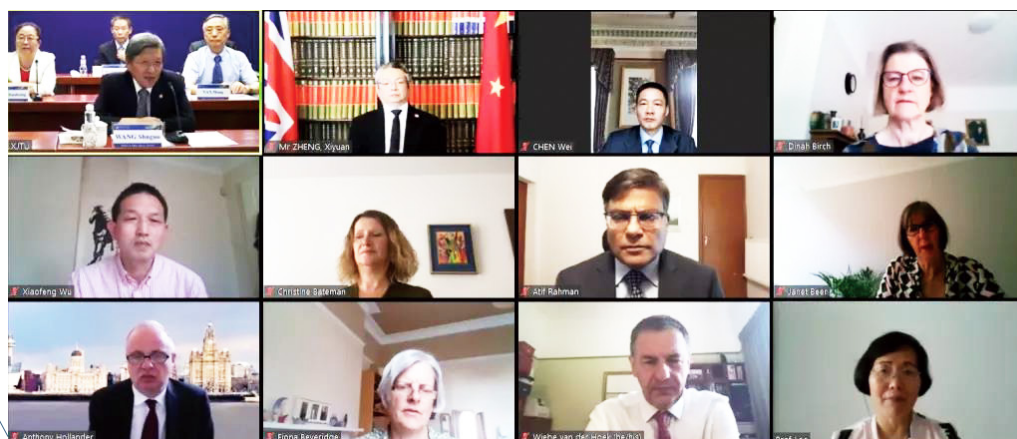 XJTU
WANG Shuguo
Mr ZHENG, Xiyuan
CHEN Wei
Dinah Birch
Xiaofeng Wu
Christine Bateman
Atif Rahman
Janet Beer
Anthony Hollander
Fiona Beveridge
Wiebe van der Hoek (he/his)